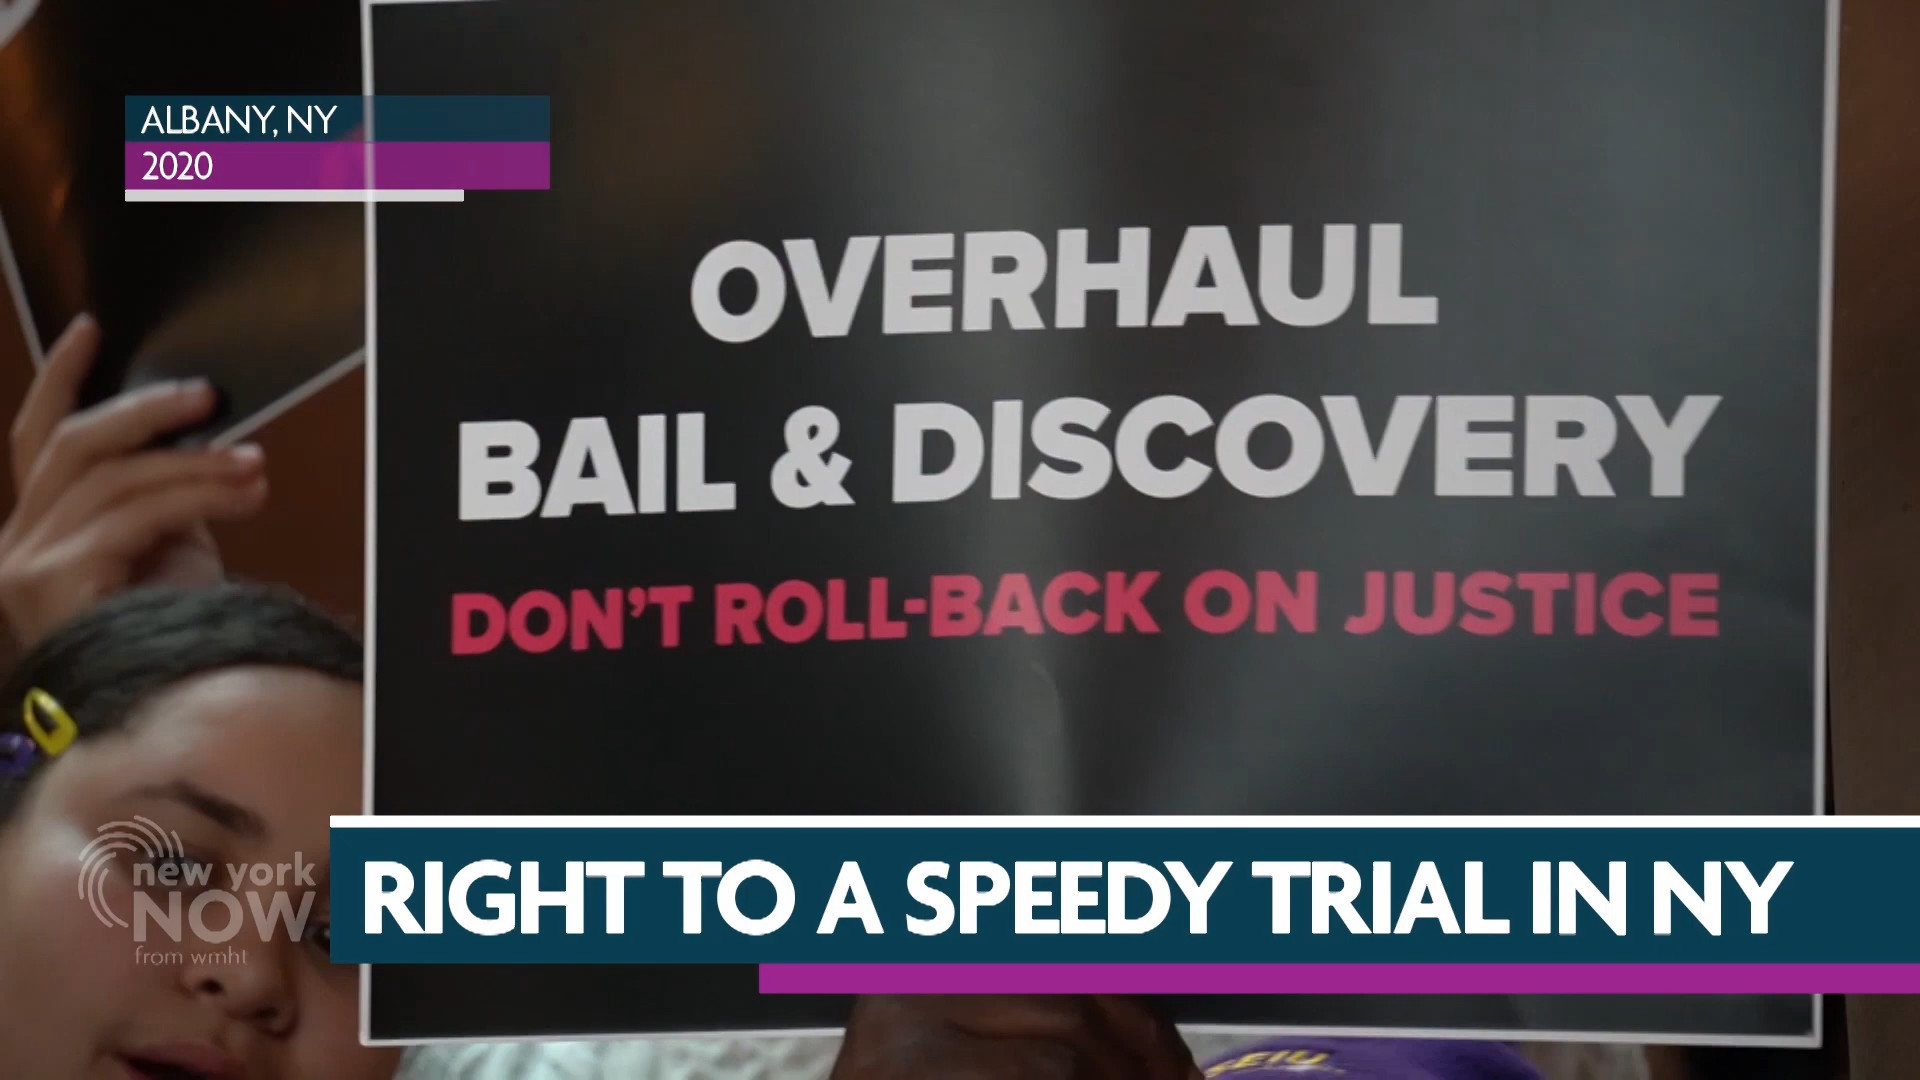 ALBANY, NY
2020
OVERHAUL
BAIL & DISCOVERY
DON'T ROLL-BACK ON JUSTICE
new york
NOW
from wmht
RIGHT TO A SPEEDY TRIAL IN NY
SEIU